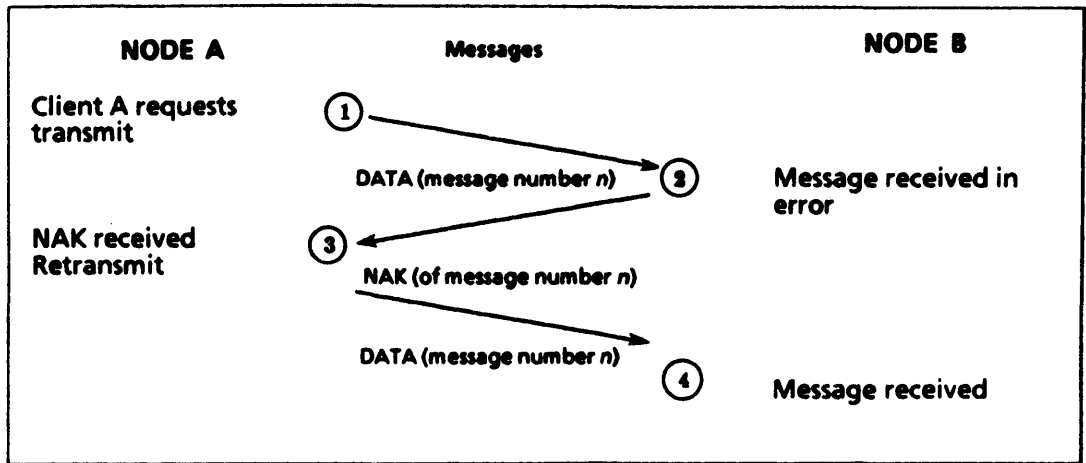 NODE A
Messages
NODE B
Client A requests
transmit
1
DATA (message number n)
2
Message received in
error
NAK received
Retransmit
3
NAK (of message number n)
DATA (message number n)
4
Message received